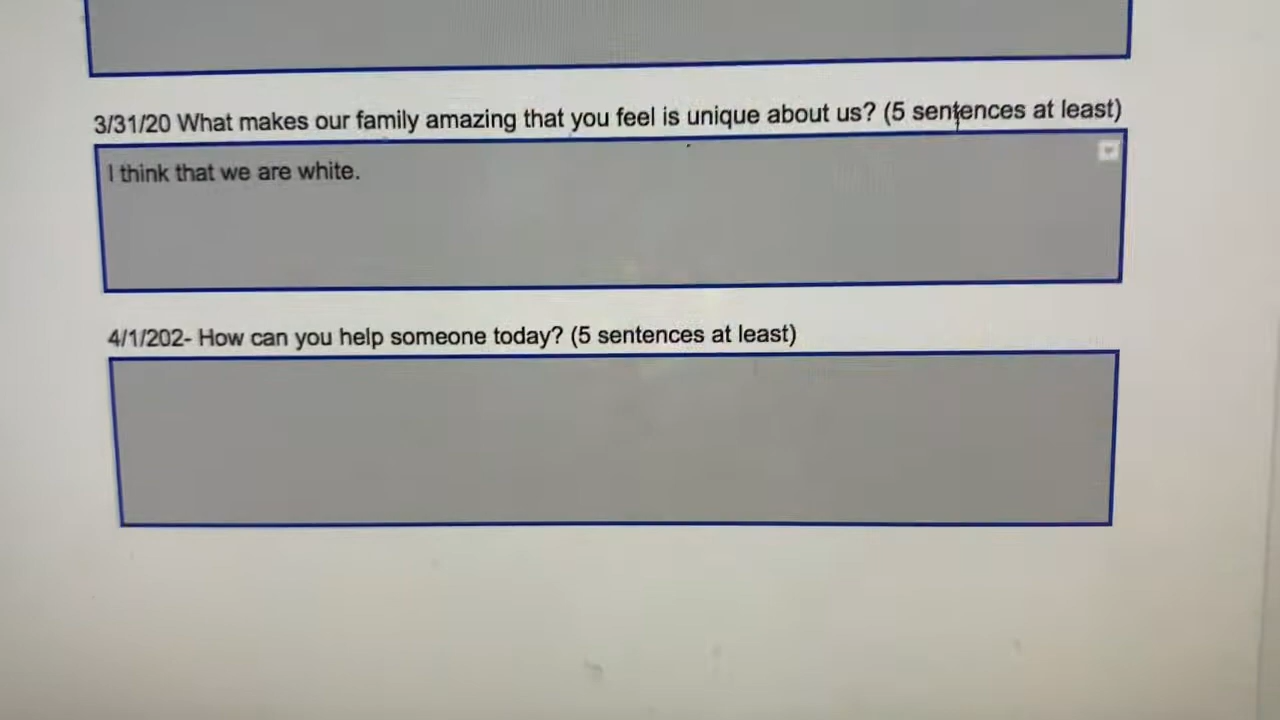 3/31/20 What makes our family amazing that you feel is unique about us? (5 sentences at least)
I think that we are white.
4/1/202- How can you help someone today? (5 sentences at least)